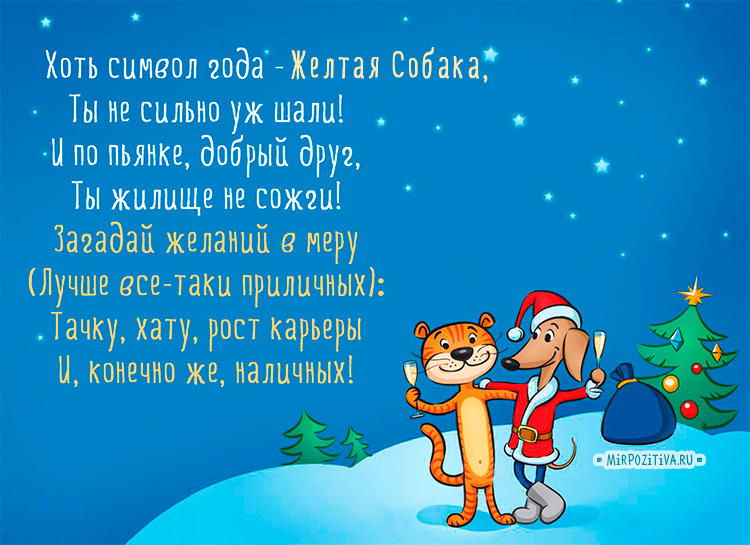 Хоть символ года - Желтая Собака,
Ты не сильно уж шали!
И по пьянке, добрый друг,
Ты жилище не сожги!
Загадай желаний в меру
(Лучше все-таки приличных):
Тачку, хату, рост карьеры
И, конечно же, наличных!
MIRPOZITIVA.RU